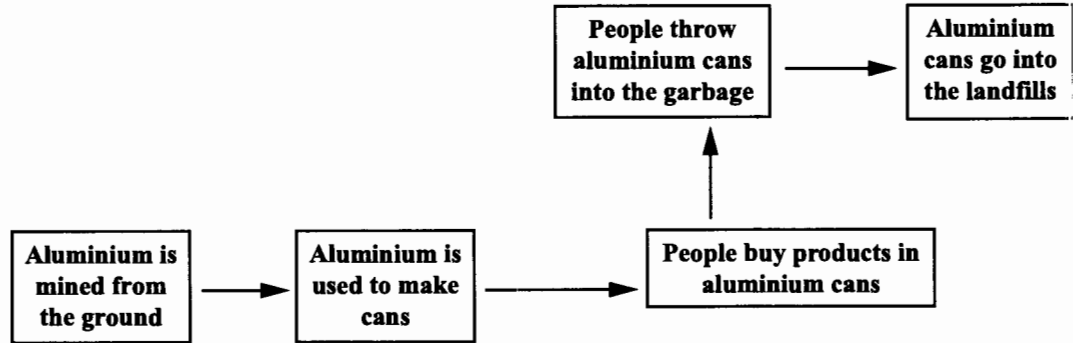 People throw
aluminium cans
into the garbage
Aluminium
cans go into
the landfills
Aluminium is
mined from
the ground
Aluminium is
used to make
cans
People buy products in
aluminium cans